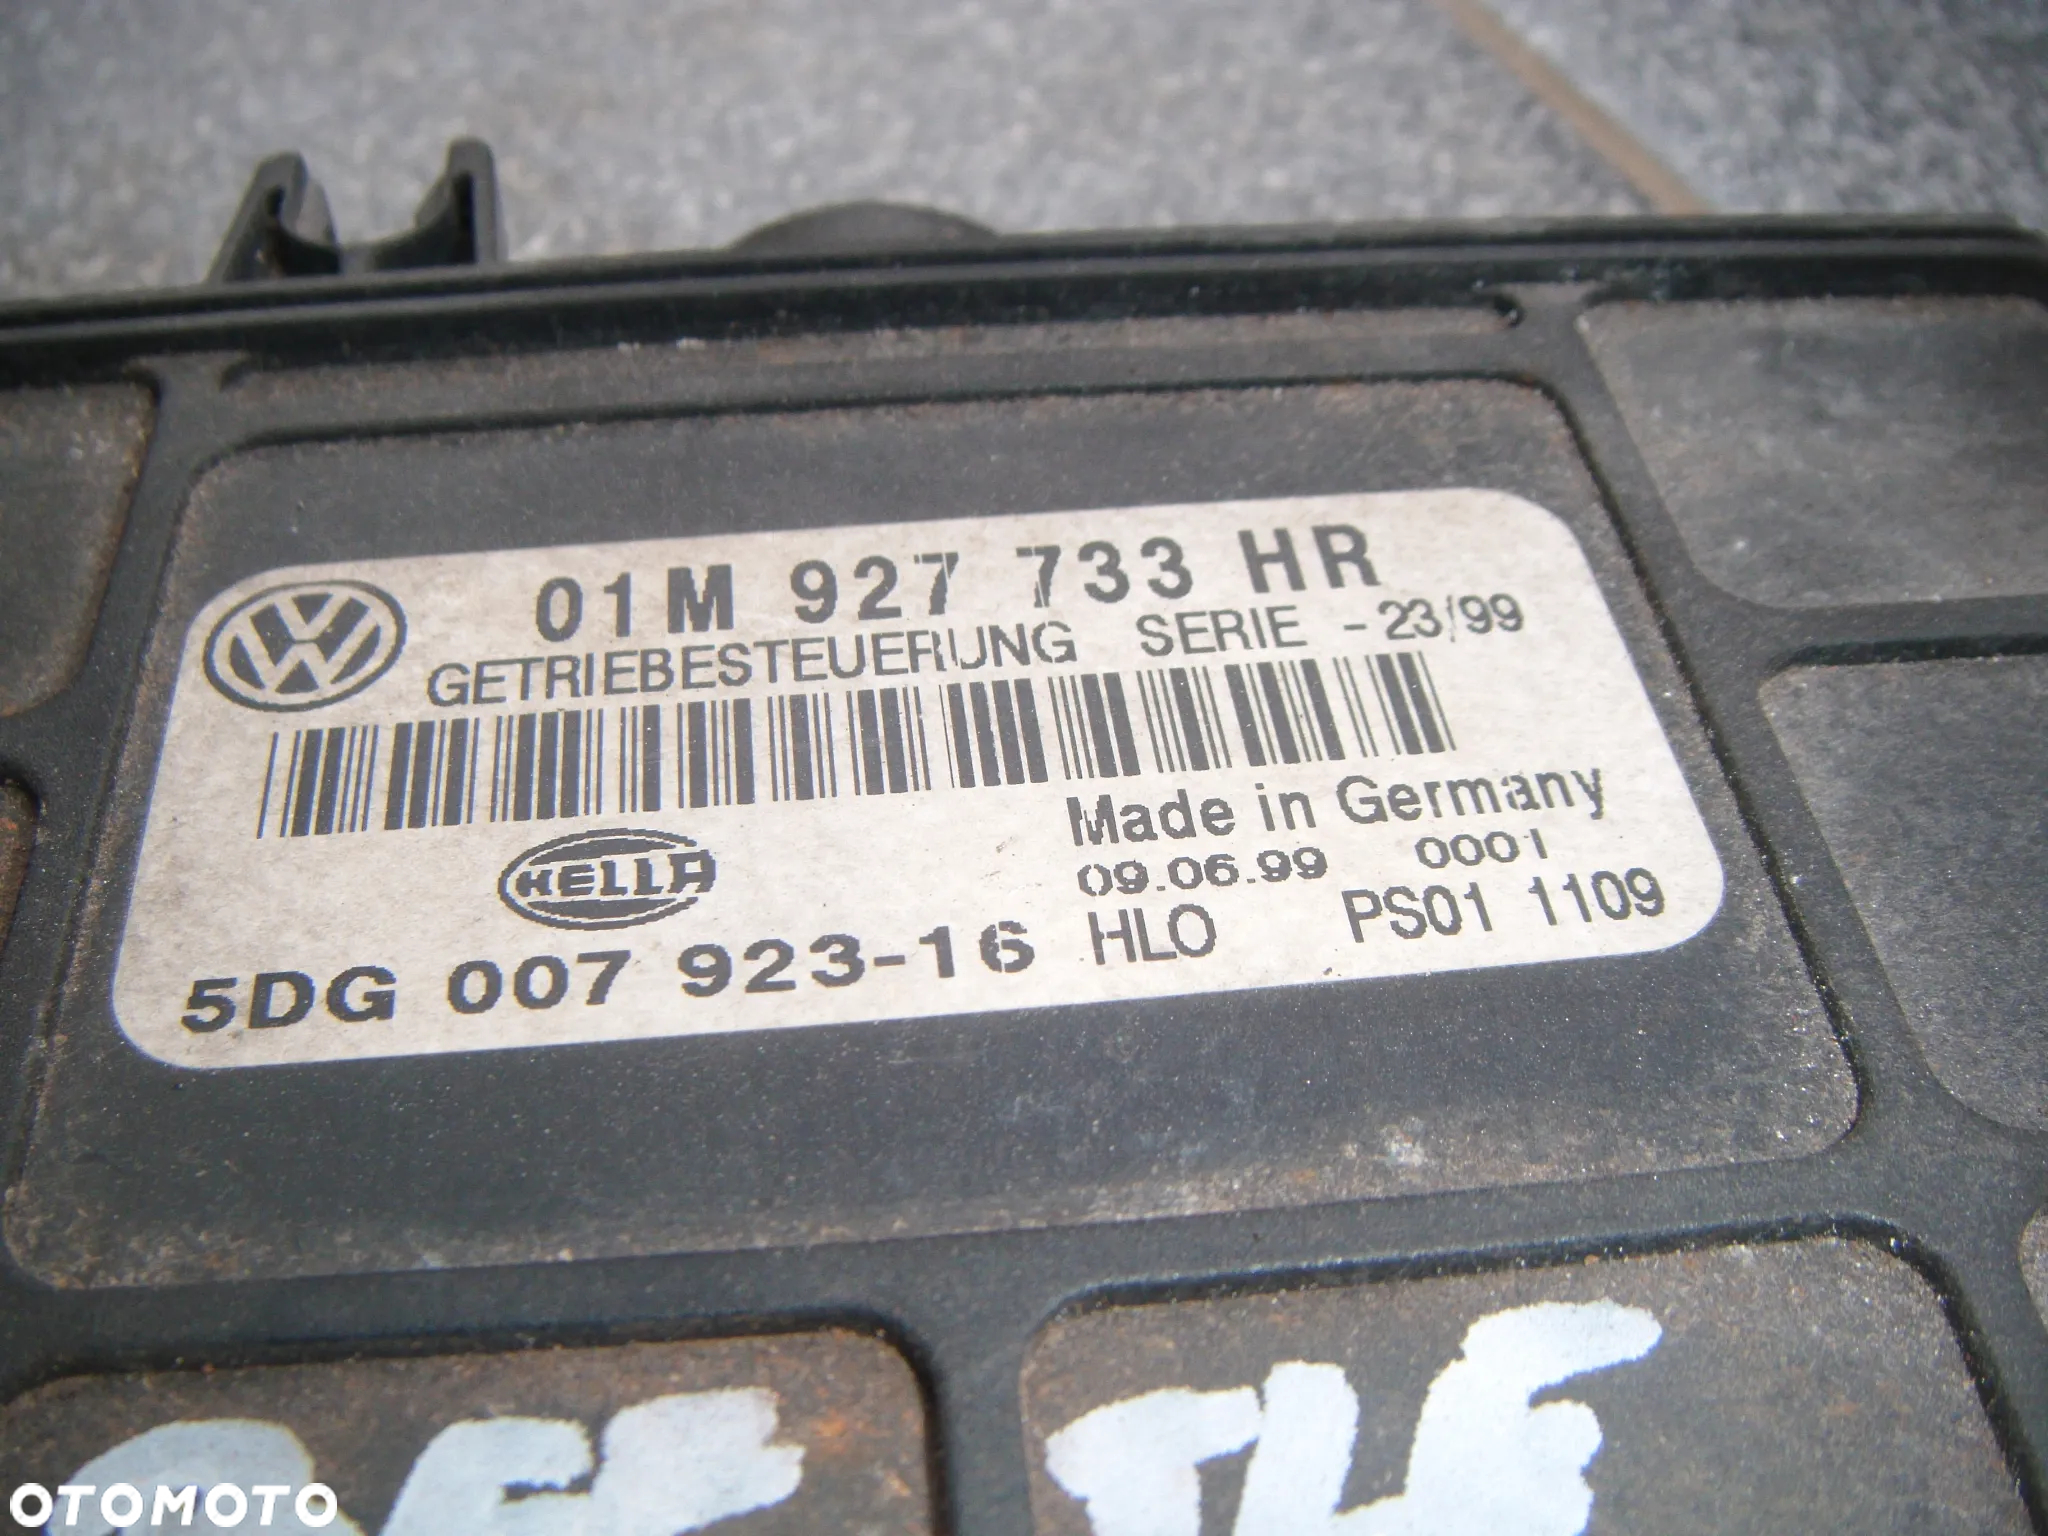 01M 927 733 HR
GETRIEBESTEUERUNG SERIE - 23/99
Made in Germany
HELLA
09.06.99 0001
5DG 007 923-16 HLO PS01 1109
OTOMOTO